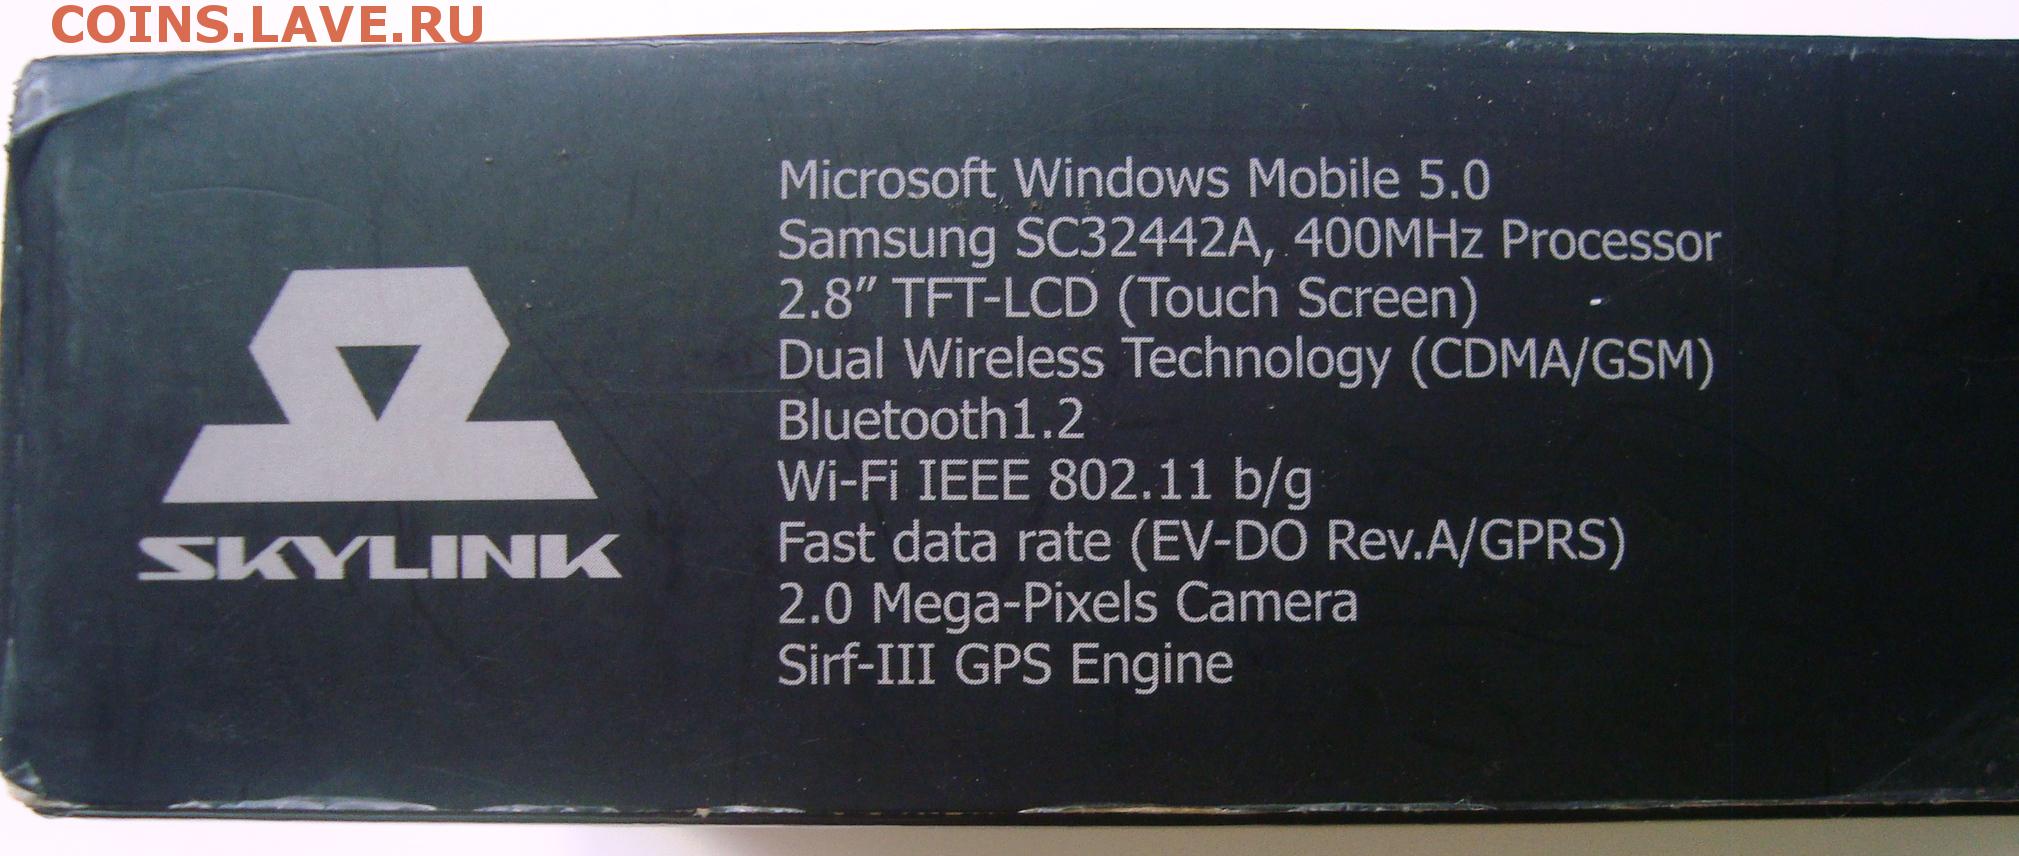 COINS.LAVE.RU
Microsoft Windows Mobile 5.0
Samsung SC32442A, 400MHz Processor
2.8” TFT-LCD (Touch Screen)
Dual Wireless Technology (CDMA/GSM)
Bluetooth1.2
Wi-Fi IEEE 802.11 b/g
Fast data rate (EV-DO Rev.A/GPRS)
2.0 Mega-Pixels Camera
Sirf-III GPS Engine
SKYLINK